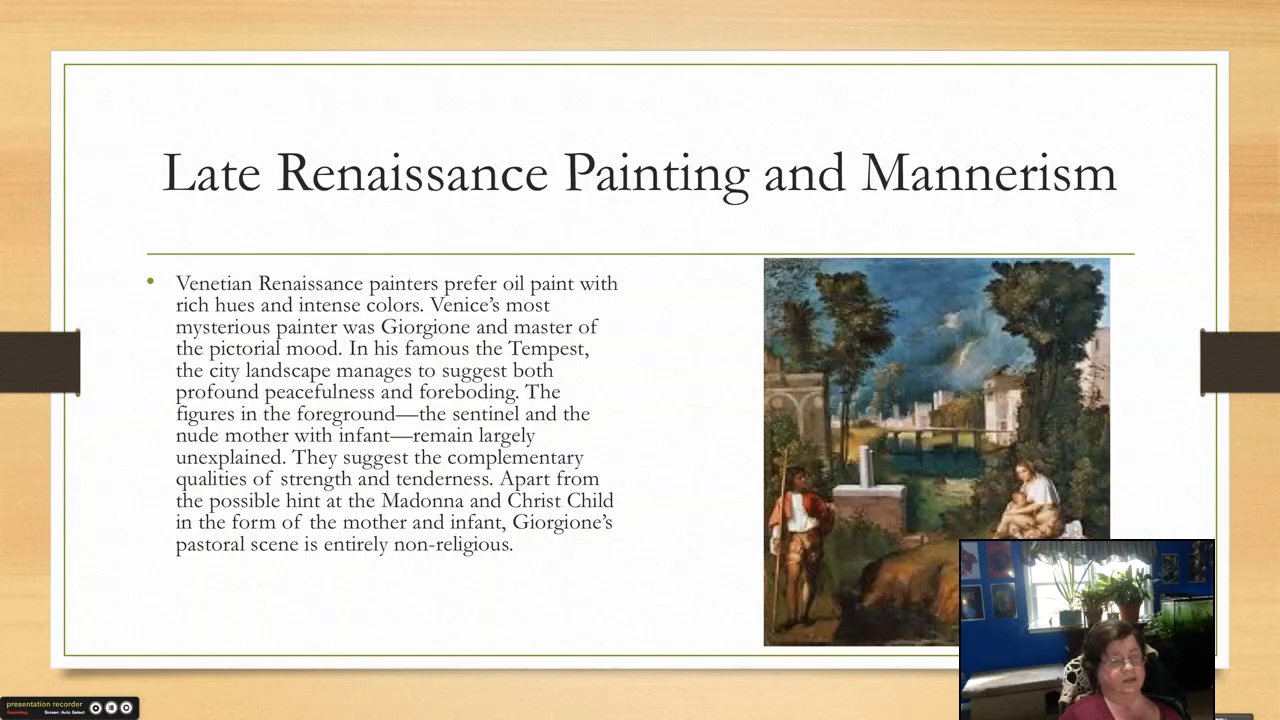 Late Renaissance Painting and Mannerism
• Venetian Renaissance painters prefer oil paint with
rich hues and intense colors. Venice’s most
mysterious painter was Giorgione and master of
the pictorial mood. In his famous the Tempest,
the city landscape manages to suggest both
profound peacefulness and foreboding. The
figures in the foreground—the sentinel and the
nude mother with infant—remain largely
unexplained. They suggest the complementary
qualities of strength and tenderness. Apart from
the possible hint at the Madonna and Christ Child
in the form of the mother and infant, Giorgione’s
pastoral scene is entirely non-religious.
presentation recorder
Screen: Auto Select